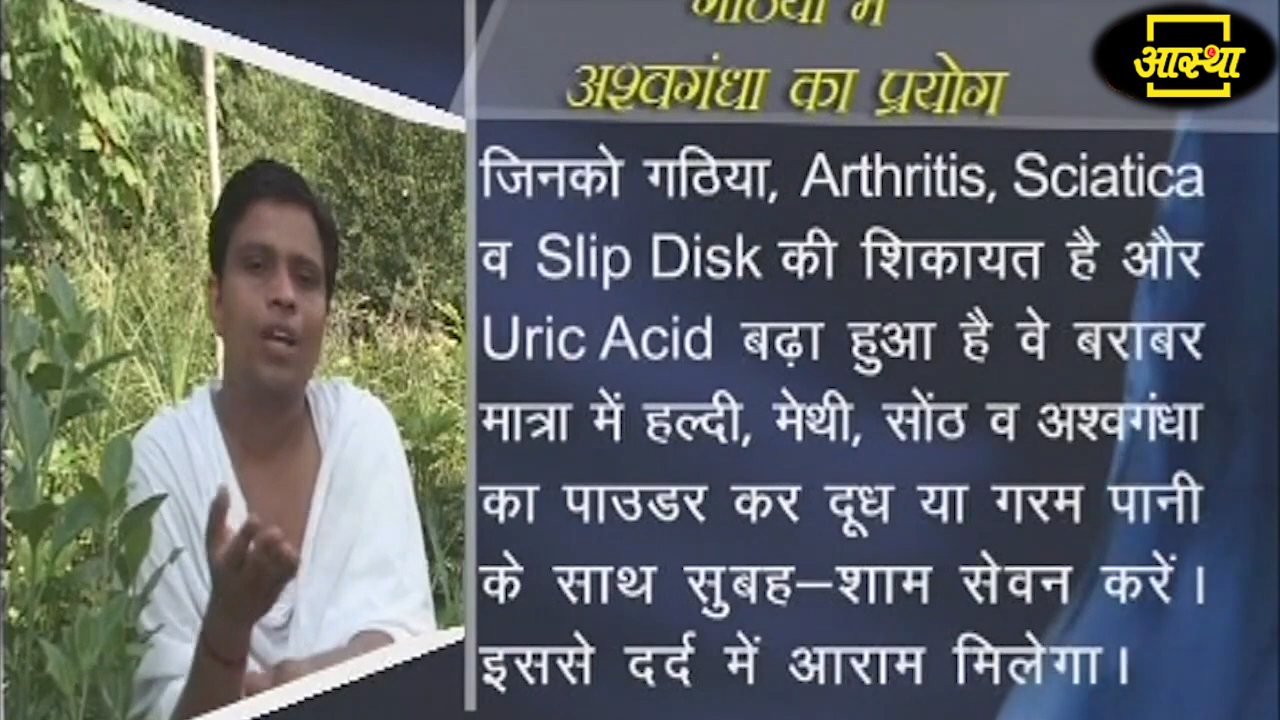 गठिया में
अश्वगंधा का प्रयोग
आस्था
जिनको गठिया, Arthritis, Sciatica
व Slip Disk की शिकायत है और
Uric Acid बढ़ा हुआ है वे बराबर
मात्रा में हल्दी, मेथी, सोंठ व अश्वगंधा
का पाउडर कर दूध या गरम पानी
के साथ सुबह–शाम सेवन करें।
इससे दर्द में आराम मिलेगा।